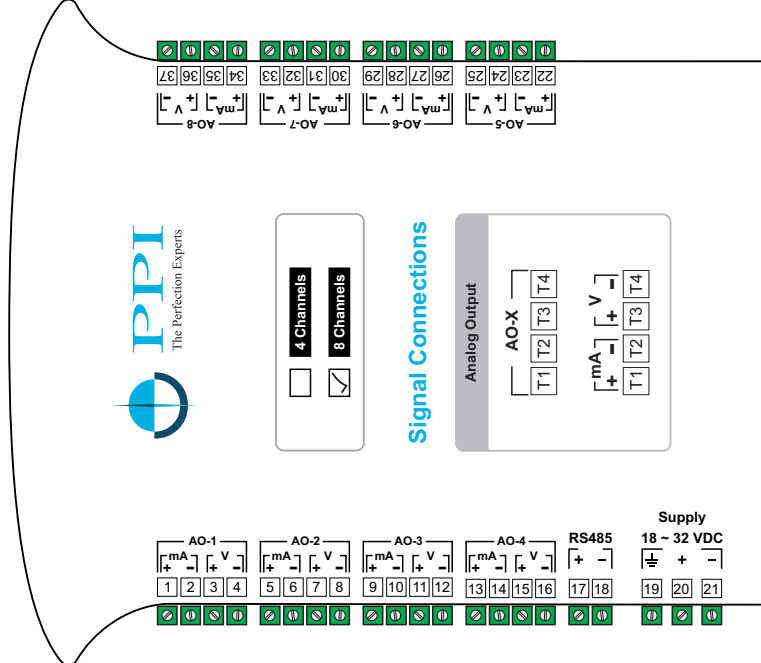 37 36 35 34 33 32 31 30 29 28 27 26 25 24 23 22
− V + − mA + − V + − mA + − V + − mA + − V + − mA +
AO-8 AO-7 AO-6 AO-5
PPI
The Perfection Experts
4 Channels
8 Channels
Signal Connections
Analog Output
AO-X
T1 T2 T3 T4
mA V
+ − + −
T1 T2 T3 T4
Supply
AO-1 AO-2 AO-3 AO-4 RS485 18 ~ 32 VDC
mA V mA V mA V mA V
+ − + − + − + − + − + − + − + − + − + −
1 2 3 4 5 6 7 8 9 10 11 12 13 14 15 16 17 18 19 20 21